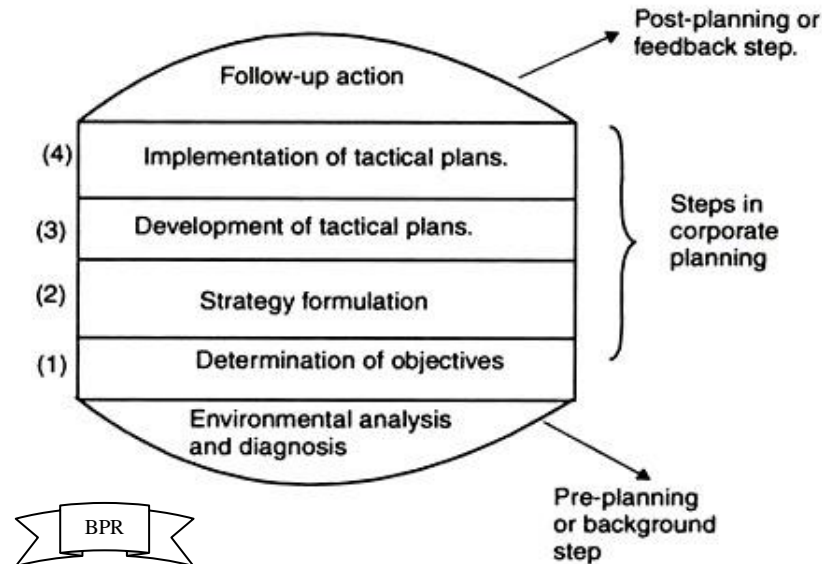 Post-planning or
feedback step.
Follow-up action
(4) Implementation of tactical plans.
(3) Development of tactical plans.
Steps in
corporate
planning
(2) Strategy formulation
(1) Determination of objectives
Environmental analysis
and diagnosis
Pre-planning
or background
step
BPR